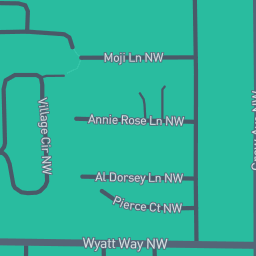 Moji Ln NW
Annie Rose Ln NW
Village Cir NW
Al Dorsey Ln NW
Pierce Ct NW
Wyatt Way NW